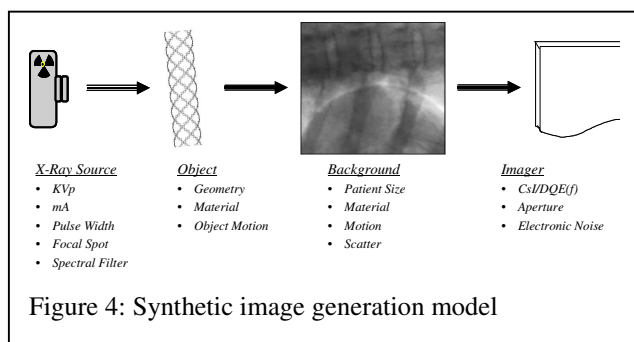 X-Ray Source
• KVp
• mA
• Pulse Width
• Focal Spot
• Spectral Filter
Object
• Geometry
• Material
• Object Motion
Background
• Patient Size
• Material
• Motion
• Scatter
Imager
• CsI/DQE(f)
• Aperture
• Electronic Noise
Figure 4: Synthetic image generation model